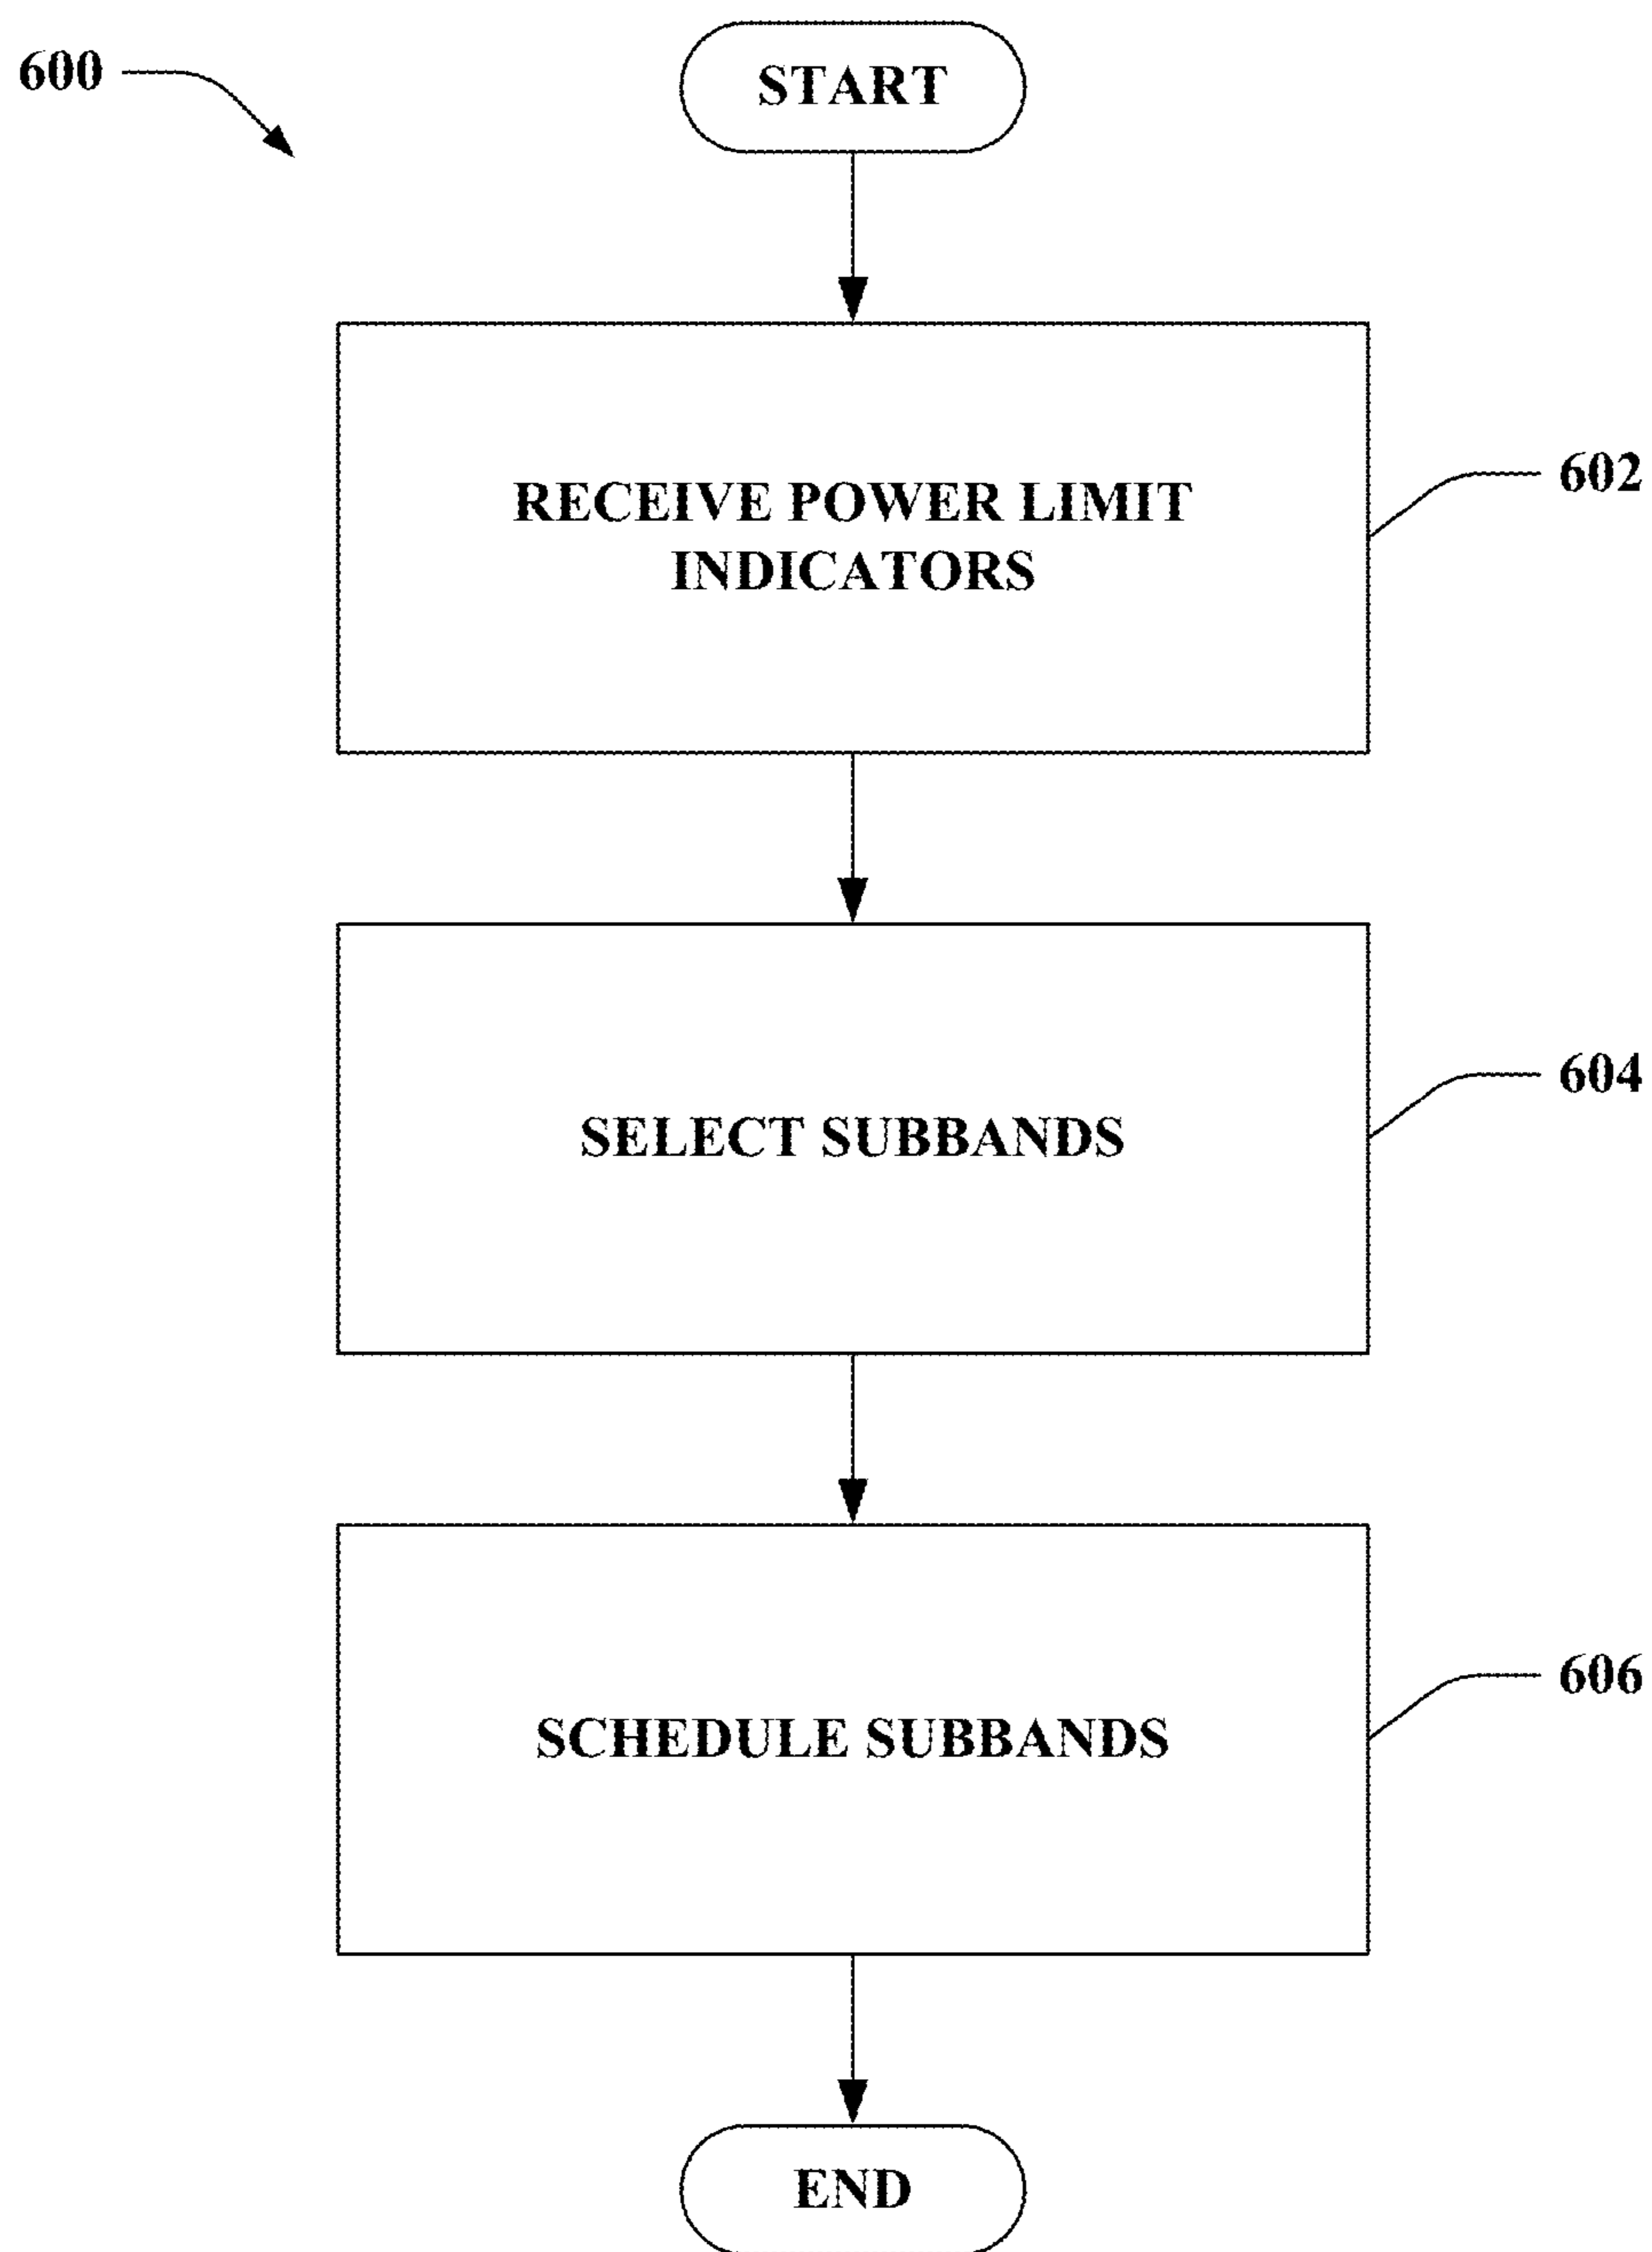 600
START
RECEIVE POWER LIMIT
INDICATORS
602
SELECT SUBBANDS
604
SCHEDULE SUBBANDS
606
END